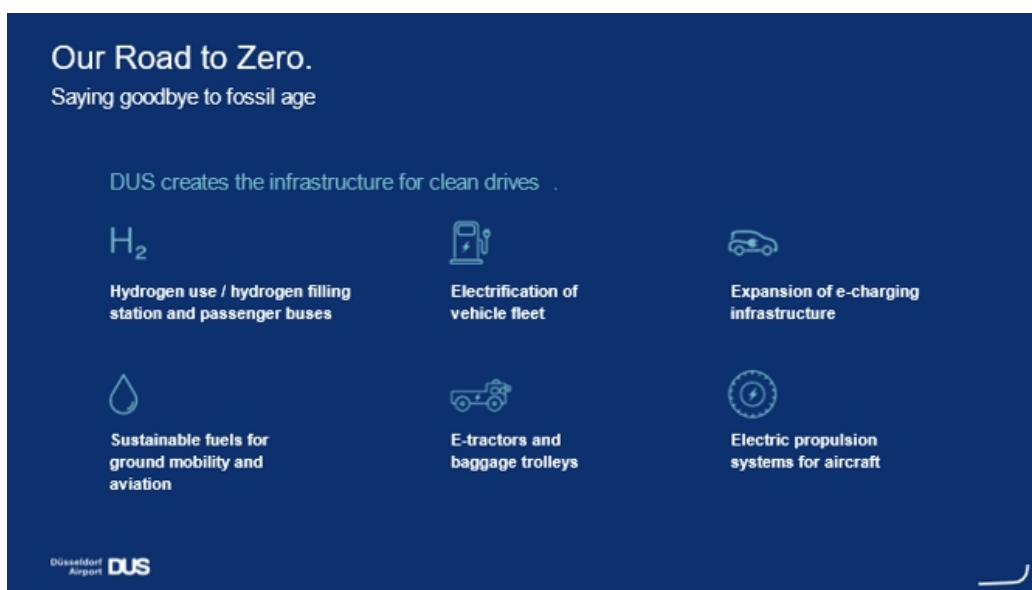 Our Road to Zero.
Saying goodbye to fossil age
DUS creates the infrastructure for clean drives .
H₂
Hydrogen use / hydrogen filling
station and passenger buses
Electrification of
vehicle fleet
Expansion of e-charging
infrastructure
Sustainable fuels for
ground mobility and
aviation
E-tractors and
baggage trolleys
Electric propulsion
systems for aircraft
Düsseldorf
Airport DUS